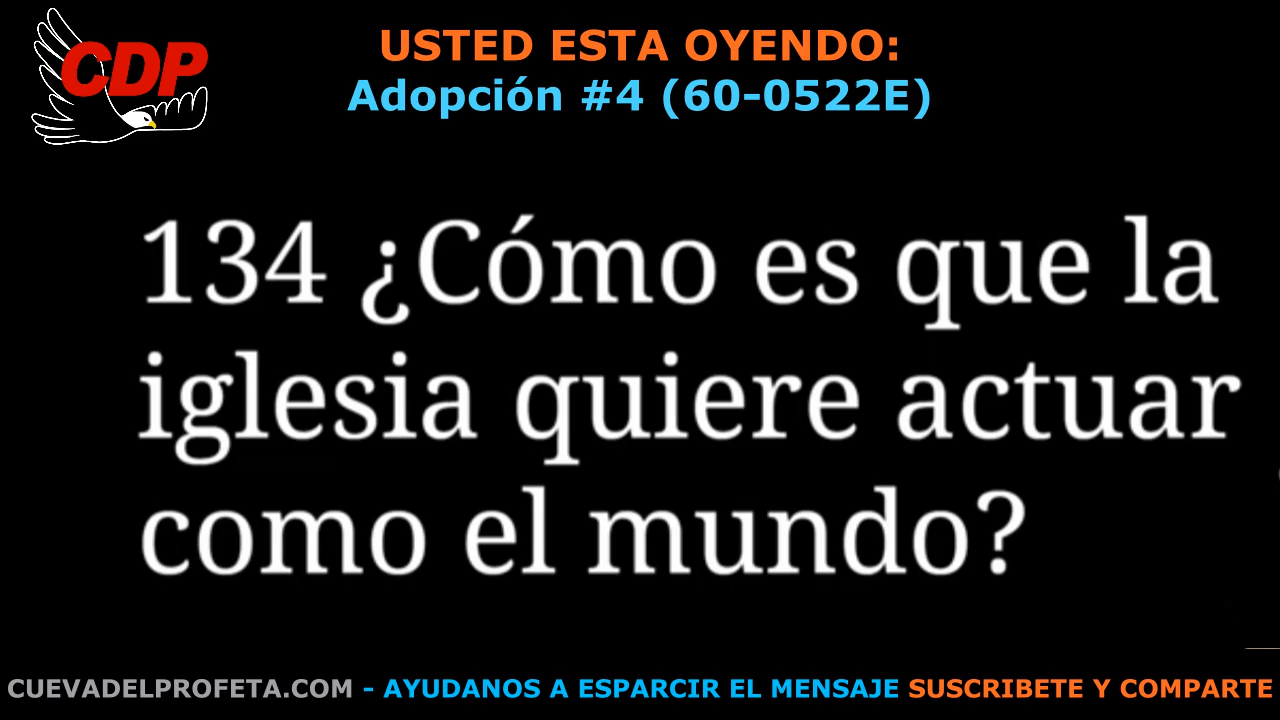 CDP
USTED ESTA OYENDO:
Adopción #4 (60-0522E)
134 ¿Cómo es que la
iglesia quiere actuar
como el mundo?
CUEVADELPROFETA.COM - AYUDANOS A ESPARCIR EL MENSAJE SUSCRIBETE Y COMPARTE